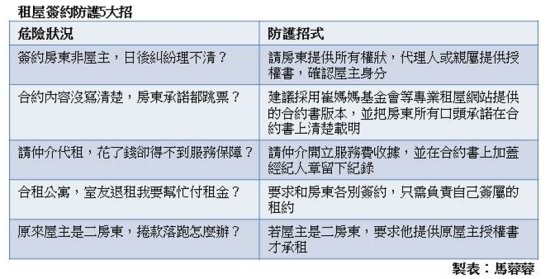 租屋簽約防護5大招
危險狀況 防護招式
簽約房東非屋主，日後糾紛理不清？ 請房東提供所有權狀，代理人或親屬提供授
權書，確認屋主身分
合約內容沒寫清楚，房東承諾都跳票？ 建議採用崔媽媽基金會等專業租屋網站提供
的合約書版本，並把房東所有口頭承諾在合
約書上清楚載明
請仲介代租，花了錢卻得不到服務保障？ 請仲介開立服務費收據，並在合約書上加蓋
經紀人章留下紀錄
合租公寓，室友退租我要幫忙付租金？ 要求和房東各別簽約，只需負責自己簽屬的
租約
原來屋主是二房東，捲款落跑怎麼辦？ 若屋主是二房東，要求他提供原屋主授權書
才承租
製表：馬蓉蓉